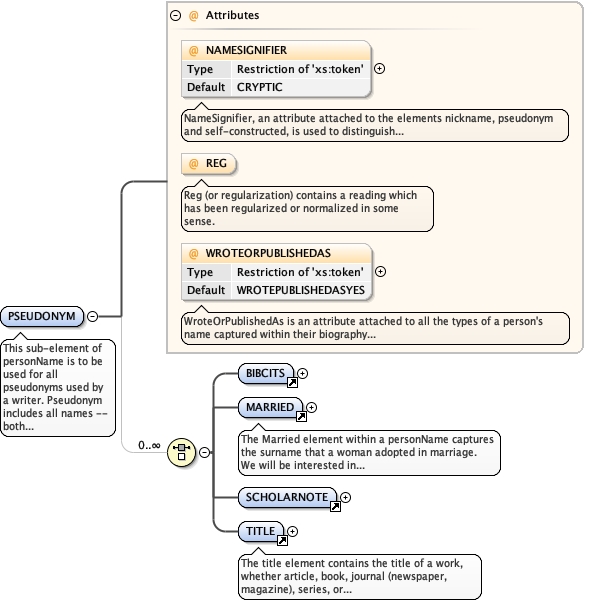 @ Attributes
@ NAMESIGNIFIER
Type Restriction of 'xs:token'
Default CRYPTIC
NameSignifier, an attribute attached to the elements nickname, pseudonym
and self-constructed, is used to distinguish...
@ REG
Reg (or regularization) contains a reading which
has been regularized or normalized in some
sense.
@ WROTEORPUBLISHEDAS
Type Restriction of 'xs:token'
Default WROTEPUBLISHEDASYES
WroteOrPublishedAs is an attribute attached to all the types of a person's
name captured within their biography...
PSEUDONYM
This sub-element of
personName is to be
used for all
pseudonyms used by
a writer. Pseudonym
includes all names --
both...
0..∞
BIBCITS
MARRIED
The Married element within a personName captures
the surname that a woman adopted in marriage.
We will be interested in...
SCHOLARNOTE
TITLE
The title element contains the title of a work,
whether article, book, journal (newspaper,
magazine), series, or...